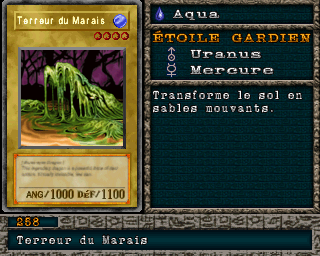 Terreur du Marais
ANG/1000 DéF/1100
Aqua
ÉTOILE GARDIEN
Uranus
Mercure
Transforme le sol en
sables mouvants.
258
Terreur du Marais